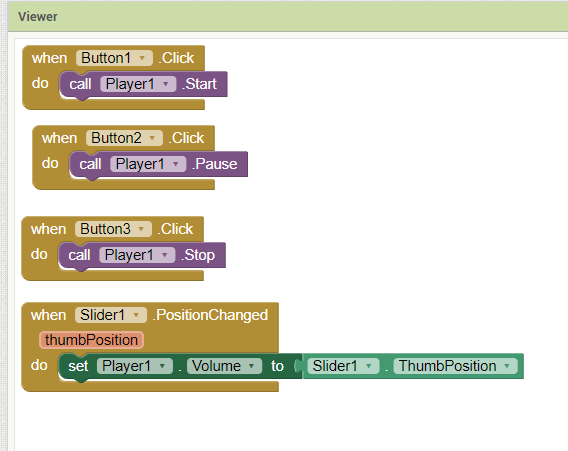 Viewer
when Button1 .Click
do call Player1 .Start
when Button2 .Click
do call Player1 .Pause
when Button3 .Click
do call Player1 .Stop
when Slider1 .PositionChanged
thumbPosition
do set Player1 . Volume to Slider1 . ThumbPosition